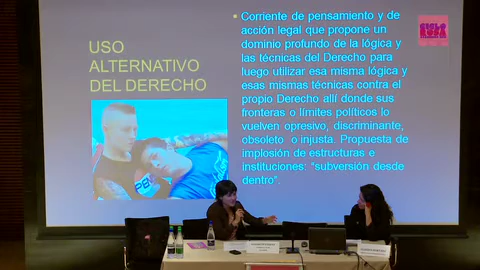 USO
ALTERNATIVO
DEL DERECHO
• Corriente de pensamiento y de
acción legal que propone un
dominio profundo de la lógica y
las técnicas del Derecho para
luego utilizar esa misma lógica y
esas mismas técnicas contra el
propio Derecho allí donde sus
fronteras o límites políticos lo
vuelven opresivo, discriminante,
obsoleto o injusta. Propuesta de
implosión de estructuras e
instituciones: “subversión desde
dentro”.
CICLO